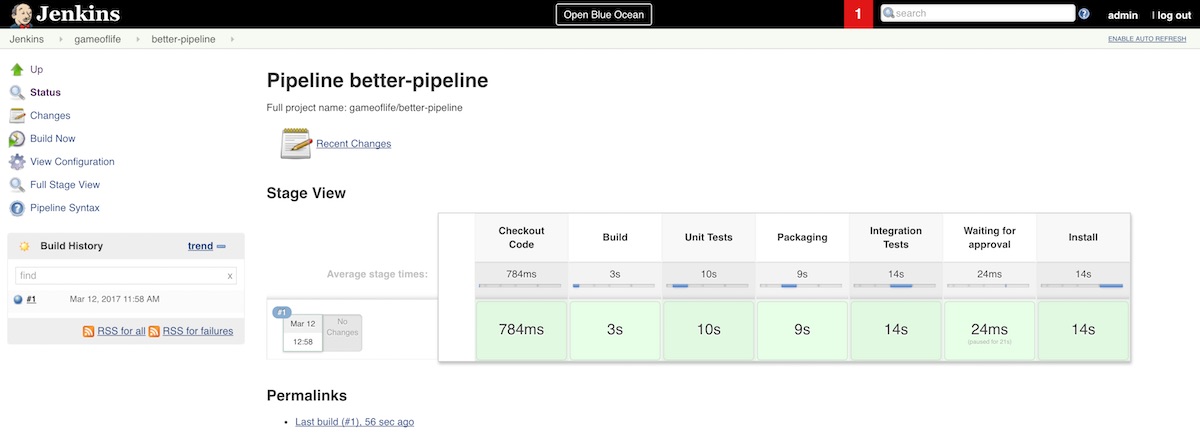 Jenkins
Open Blue Ocean
1
search
?
admin
| log out
Jenkins
gameoflife
better-pipeline
ENABLE AUTO REFRESH
Up
Status
Changes
Build Now
View Configuration
Full Stage View
Pipeline Syntax
Build History
trend
find
x
#1
Mar 12, 2017 11:58 AM
RSS for all
RSS for failures
Pipeline better-pipeline
Full project name: gameoflife/better-pipeline
Recent Changes
Stage View
Checkout
Code
Build
Unit Tests
Packaging
Integration
Tests
Waiting for
approval
Install
Average stage times:
784ms
3s
10s
9s
14s
24ms
14s
#1
Mar 12
12:58
No
Changes
784ms
3s
10s
9s
14s
24ms
(paused for 21s)
14s
Permalinks
Last build (#1), 56 sec ago